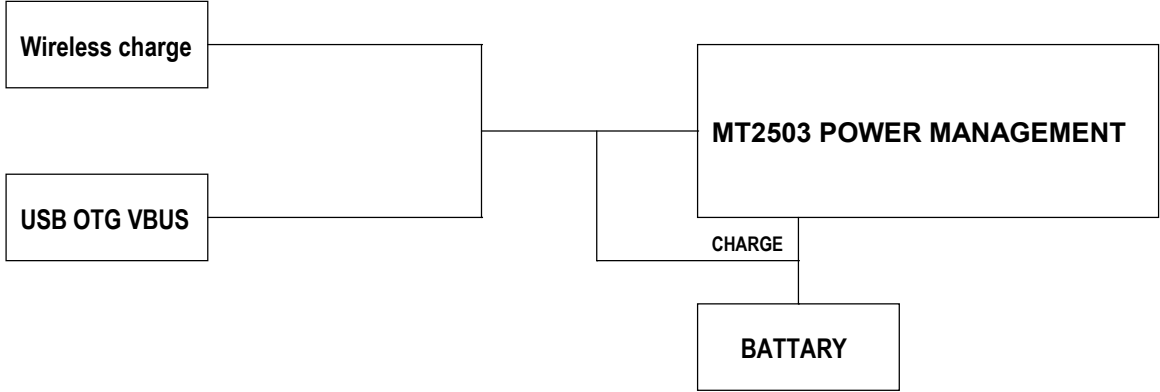 Wireless charge
MT2503 POWER MANAGEMENT
USB OTG VBUS
CHARGE
BATTARY